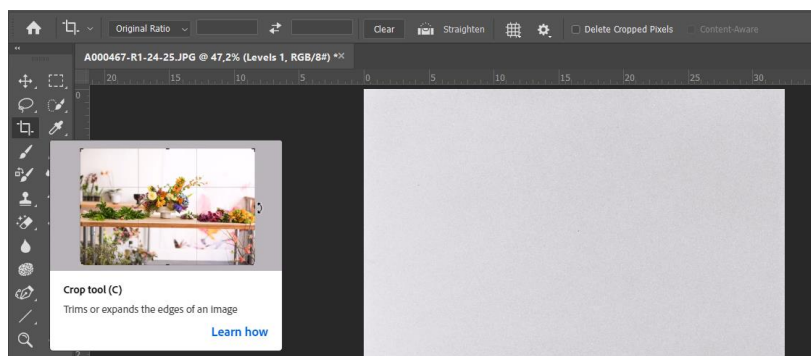 Original Ratio Clear Straighten Delete Cropped Pixels Content-Aware
A000467-R1-24-25.JPG @ 47,2% (Levels 1, RGB/8#) *
20 15 10 5 0 5 10 15 20 25 30
0
Crop tool (C)
Trims or expands the edges of an image
Learn how
2